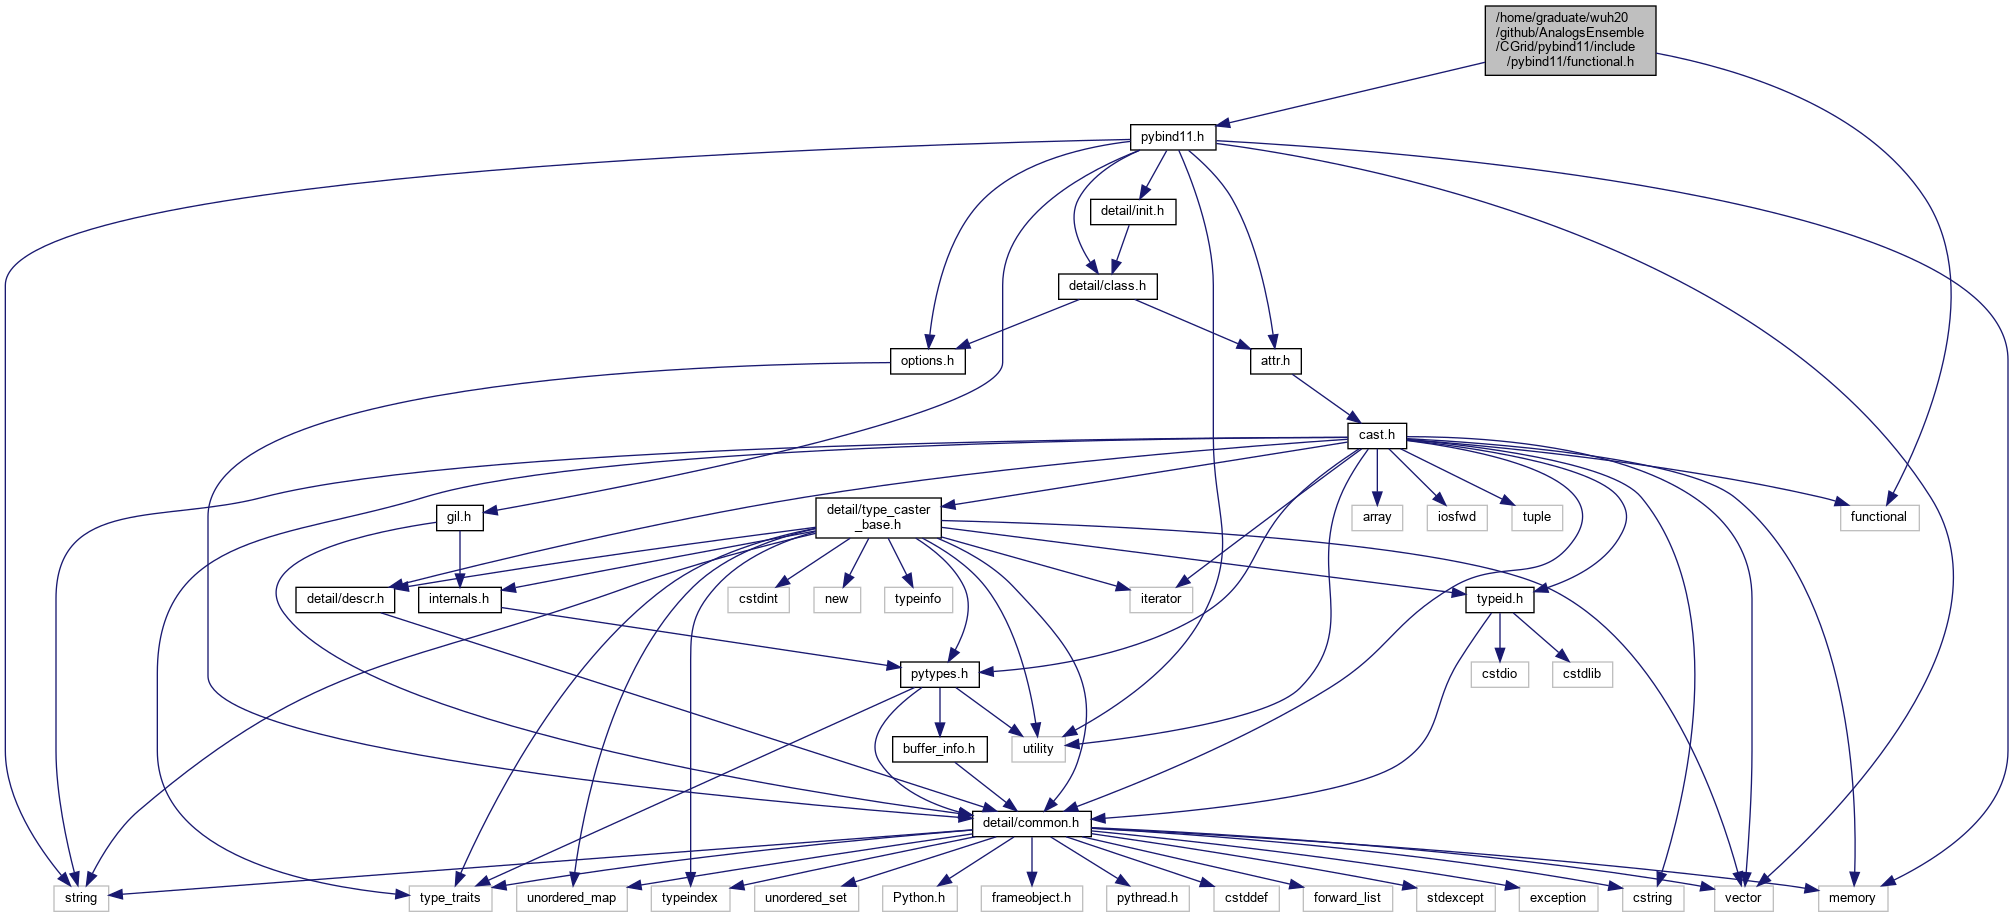 /home/graduate/wuh20
/github/AnalogsEnsemble
/CGrid/pybind11/include
/pybind11/functional.h
pybind11.h
detail/init.h
detail/class.h
options.h
attr.h
cast.h
gil.h
detail/type_caster
_base.h
array
iosfwd
tuple
functional
detail/descr.h
internals.h
cstdint
new
typeinfo
iterator
typeid.h
pytypes.h
cstdio
cstdlib
buffer_info.h
utility
detail/common.h
string
type_traits
unordered_map
typeindex
unordered_set
Python.h
frameobject.h
pythread.h
cstddef
forward_list
stdexcept
exception
cstring
vector
memory